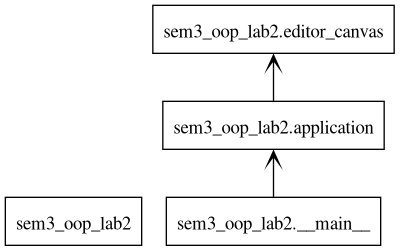 sem3_oop_lab2.editor_canvas
sem3_oop_lab2.application
sem3_oop_lab2
sem3_oop_lab2.__main__